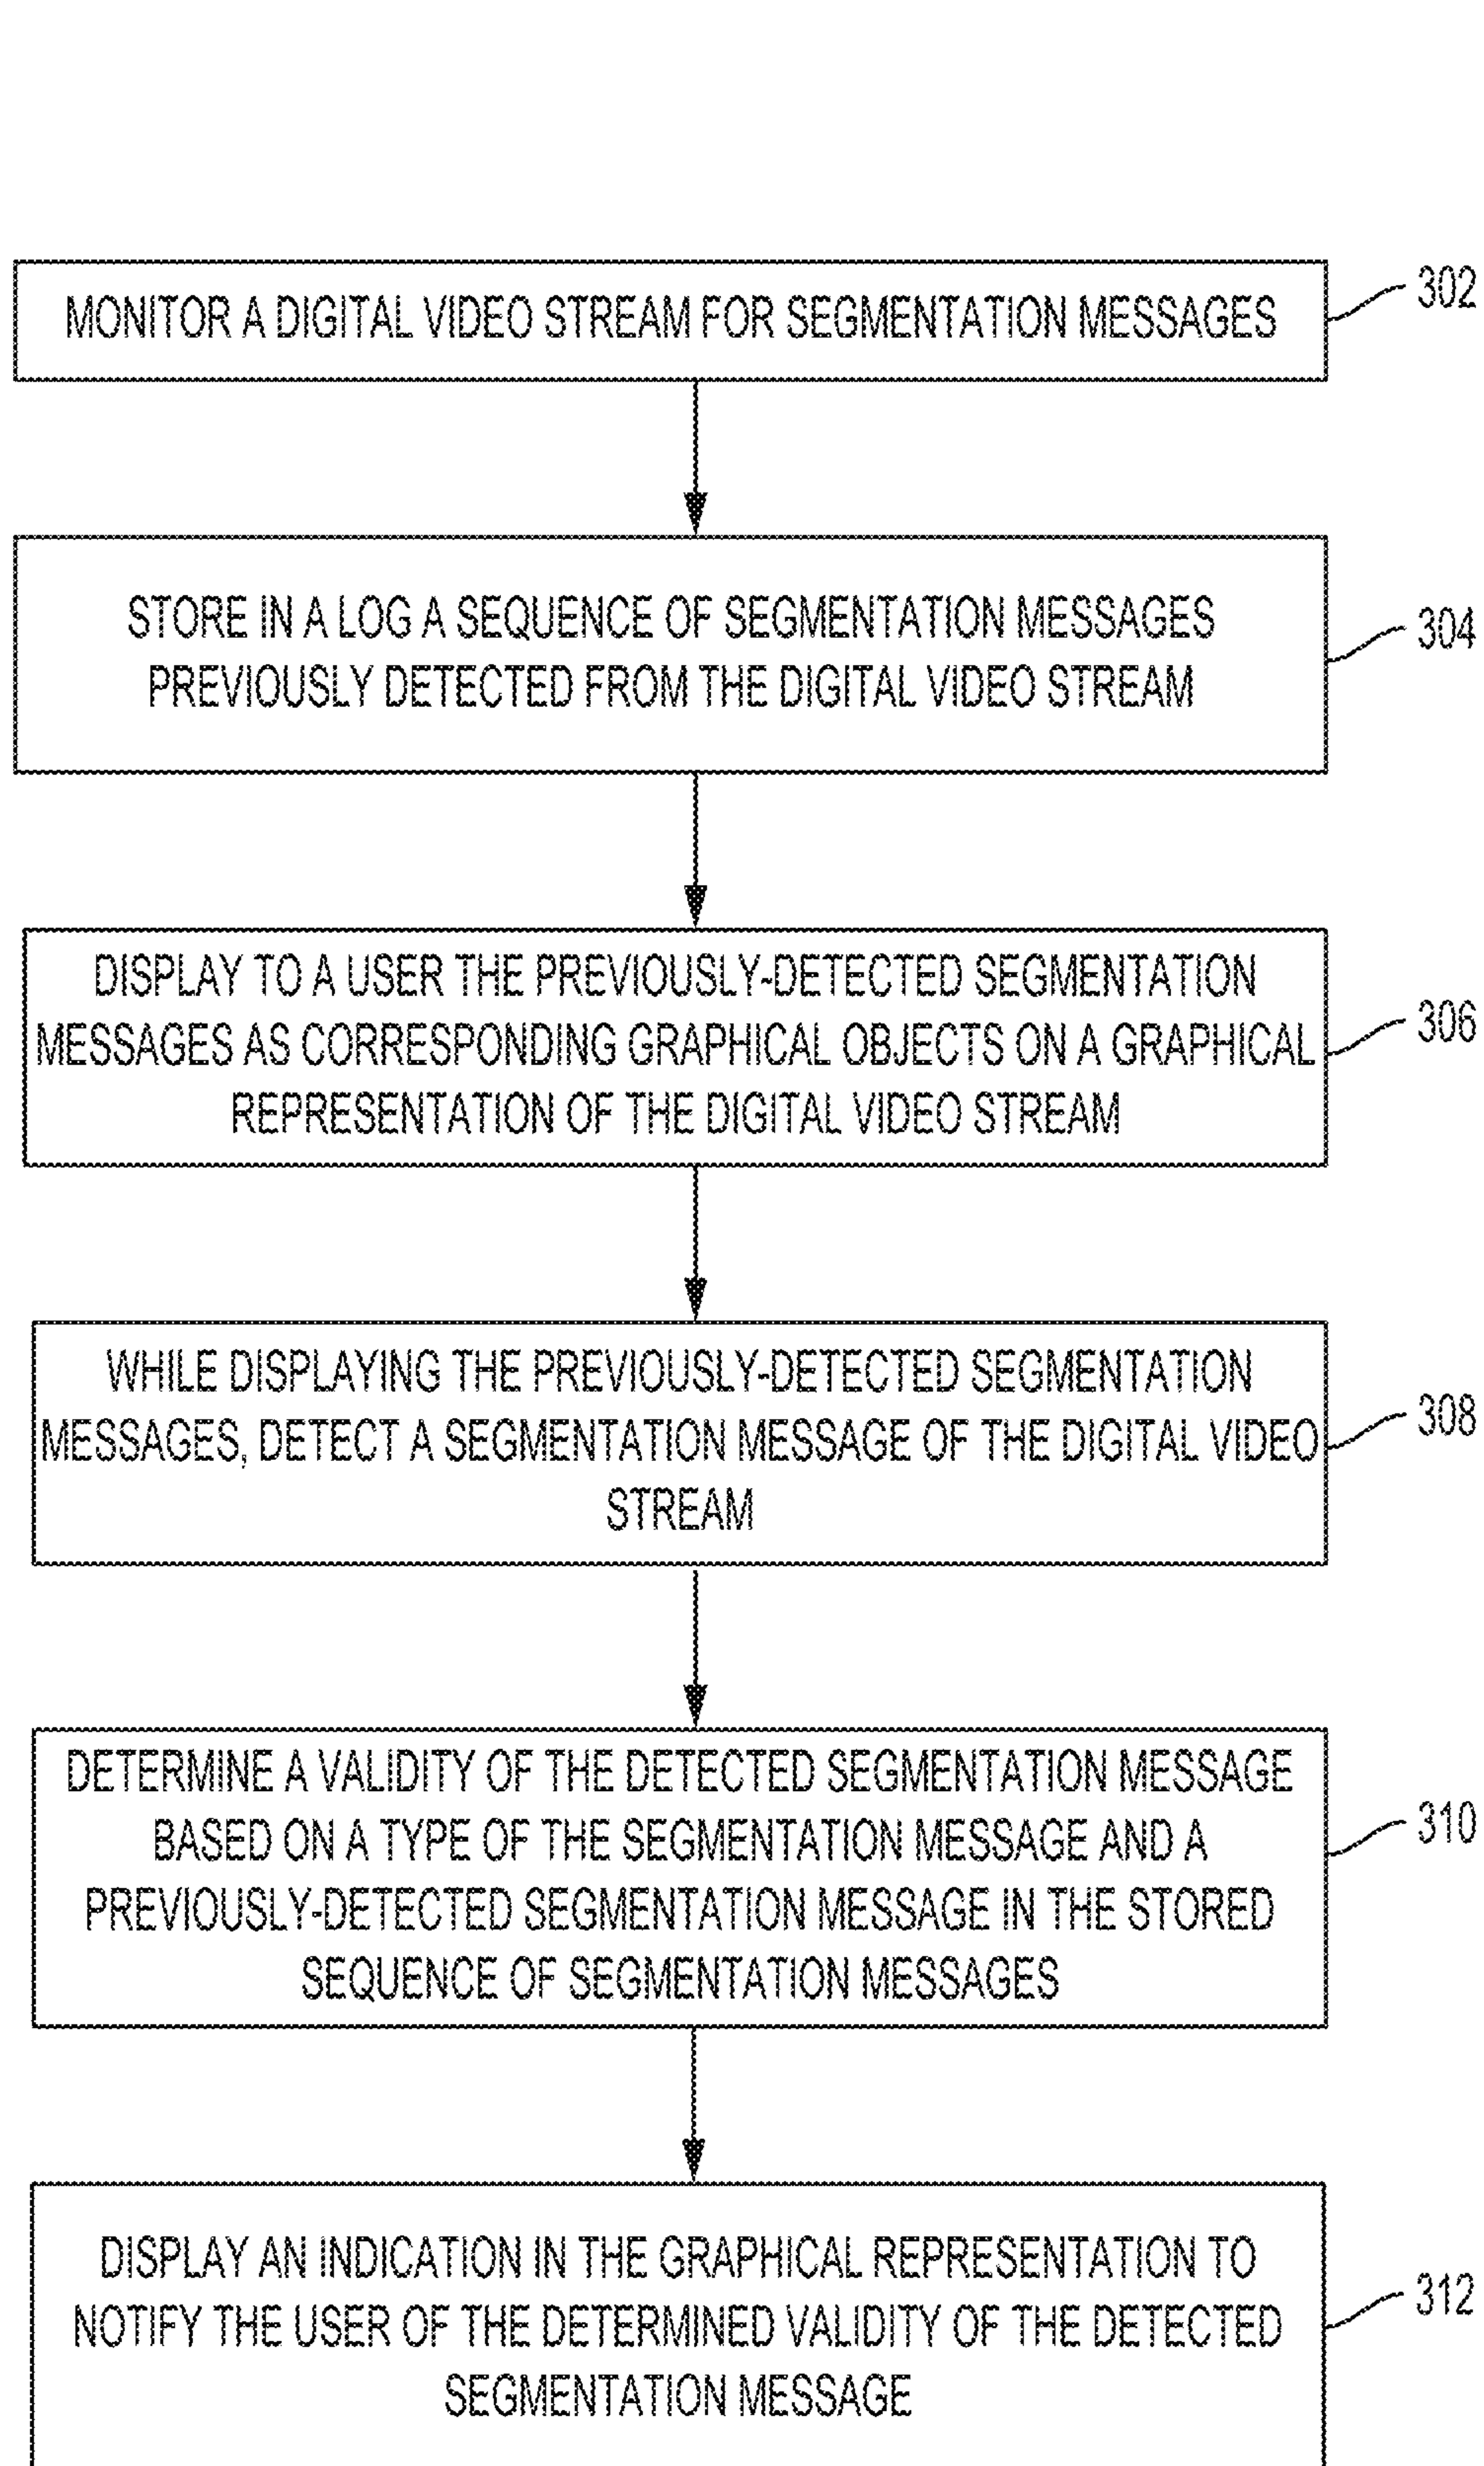 MONITOR A DIGITAL VIDEO STREAM FOR SEGMENTATION MESSAGES
302
STORE IN A LOG A SEQUENCE OF SEGMENTATION MESSAGES
PREVIOUSLY DETECTED FROM THE DIGITAL VIDEO STREAM
304
DISPLAY TO A USER THE PREVIOUSLY-DETECTED SEGMENTATION
MESSAGES AS CORRESPONDING GRAPHICAL OBJECTS ON A GRAPHICAL
REPRESENTATION OF THE DIGITAL VIDEO STREAM
306
WHILE DISPLAYING THE PREVIOUSLY-DETECTED SEGMENTATION
MESSAGES, DETECT A SEGMENTATION MESSAGE OF THE DIGITAL VIDEO
STREAM
308
DETERMINE A VALIDITY OF THE DETECTED SEGMENTATION MESSAGE
BASED ON A TYPE OF THE SEGMENTATION MESSAGE AND A
PREVIOUSLY-DETECTED SEGMENTATION MESSAGE IN THE STORED
SEQUENCE OF SEGMENTATION MESSAGES
310
DISPLAY AN INDICATION IN THE GRAPHICAL REPRESENTATION TO
NOTIFY THE USER OF THE DETERMINED VALIDITY OF THE DETECTED
SEGMENTATION MESSAGE
312